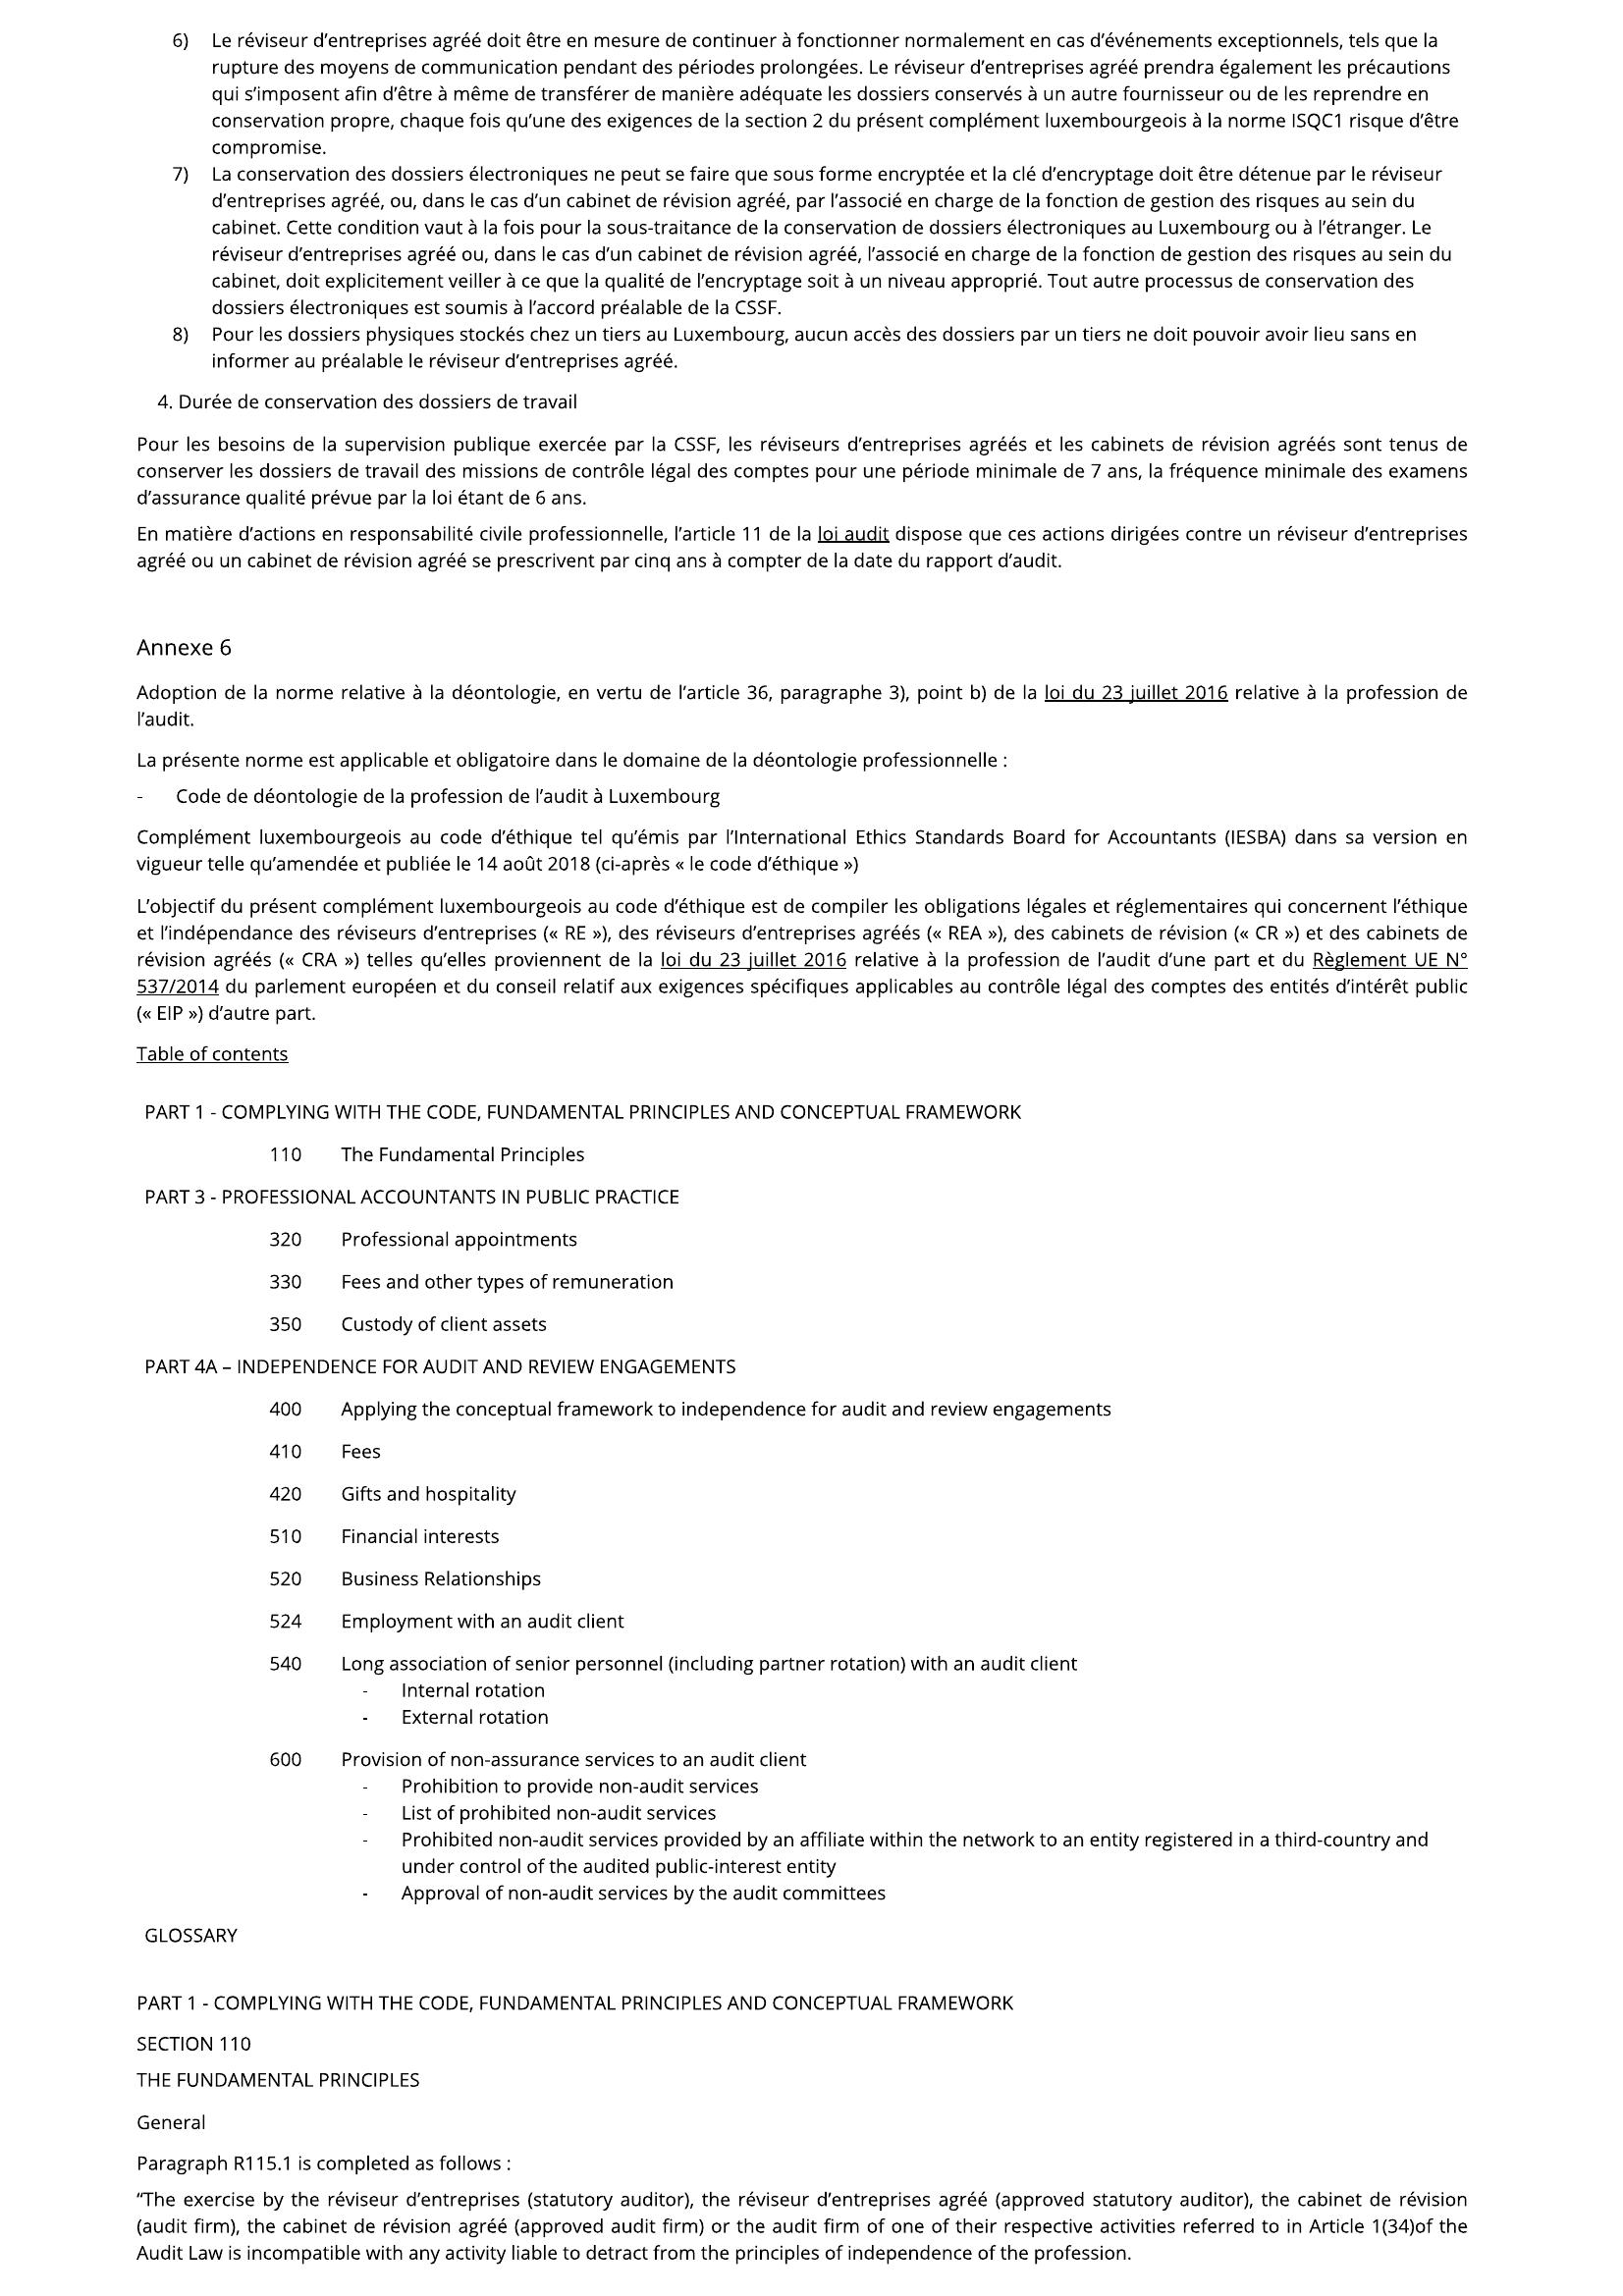 6) Le réviseur d’entreprises agréé doit être en mesure de continuer à fonctionner normalement en cas d’événements exceptionnels, tels que la
rupture des moyens de communication pendant des périodes prolongées. Le réviseur d’entreprises agréé prendra également les précautions
qui s’imposent afin d’être à même de transférer de manière adéquate les dossiers conservés à un autre fournisseur ou de les reprendre en
conservation propre, chaque fois qu’une des exigences de la section 2 du présent complément luxembourgeois à la norme ISQC1 risque d’être
compromise.
7) La conservation des dossiers électroniques ne peut se faire que sous forme encryptée et la clé d’encryptage doit être détenue par le réviseur
d’entreprises agréé, ou, dans le cas d’un cabinet de révision agréé, par l’associé en charge de la fonction de gestion des risques au sein du
cabinet. Cette condition vaut à la fois pour la sous-traitance de la conservation de dossiers électroniques au Luxembourg ou à l’étranger. Le
réviseur d’entreprises agréé ou, dans le cas d’un cabinet de révision agréé, l’associé en charge de la fonction de gestion des risques au sein du
cabinet, doit explicitement veiller à ce que la qualité de l’encryptage soit à un niveau approprié. Tout autre processus de conservation des
dossiers électroniques est soumis à l’accord préalable de la CSSF.
8) Pour les dossiers physiques stockés chez un tiers au Luxembourg, aucun accès des dossiers par un tiers ne doit pouvoir avoir lieu sans en
informer au préalable le réviseur d’entreprises agréé.
4. Durée de conservation des dossiers de travail
Pour les besoins de la supervision publique exercée par la CSSF, les réviseurs d’entreprises agréés et les cabinets de révision agréés sont tenus de
conserver les dossiers de travail des missions de contrôle légal des comptes pour une période minimale de 7 ans, la fréquence minimale des examens
d’assurance qualité prévue par la loi étant de 6 ans.
En matière d’actions en responsabilité civile professionnelle, l’article 11 de la loi audit dispose que ces actions dirigées contre un réviseur d’entreprises
agréé ou un cabinet de révision agréé se prescrivent par cinq ans à compter de la date du rapport d’audit.
Annexe 6
Adoption de la norme relative à la déontologie, en vertu de l’article 36, paragraphe 3), point b) de la loi du 23 juillet 2016 relative à la profession de
l’audit.
La présente norme est applicable et obligatoire dans le domaine de la déontologie professionnelle :
- Code de déontologie de la profession de l’audit à Luxembourg
Complément luxembourgeois au code d’éthique tel qu’émis par l’International Ethics Standards Board for Accountants (IESBA) dans sa version en
vigueur telle qu’amendée et publiée le 14 août 2018 (ci-après « le code d’éthique »)
L’objectif du présent complément luxembourgeois au code d’éthique est de compiler les obligations légales et réglementaires qui concernent l’éthique
et l’indépendance des réviseurs d’entreprises (« RE »), des réviseurs d’entreprises agréés (« REA »), des cabinets de révision (« CR ») et des cabinets de
révision agréés (« CRA ») telles qu’elles proviennent de la loi du 23 juillet 2016 relative à la profession de l’audit d’une part et du Règlement UE N°
537/2014 du parlement européen et du conseil relatif aux exigences spécifiques applicables au contrôle légal des comptes des entités d’intérêt public
(« EIP ») d’autre part.
Table of contents
PART 1 - COMPLYING WITH THE CODE, FUNDAMENTAL PRINCIPLES AND CONCEPTUAL FRAMEWORK
110 The Fundamental Principles
PART 3 - PROFESSIONAL ACCOUNTANTS IN PUBLIC PRACTICE
320 Professional appointments
330 Fees and other types of remuneration
350 Custody of client assets
PART 4A – INDEPENDENCE FOR AUDIT AND REVIEW ENGAGEMENTS
400 Applying the conceptual framework to independence for audit and review engagements
410 Fees
420 Gifts and hospitality
510 Financial interests
520 Business Relationships
524 Employment with an audit client
540 Long association of senior personnel (including partner rotation) with an audit client
- Internal rotation
- External rotation
600 Provision of non-assurance services to an audit client
- Prohibition to provide non-audit services
- List of prohibited non-audit services
- Prohibited non-audit services provided by an affiliate within the network to an entity registered in a third-country and
under control of the audited public-interest entity
- Approval of non-audit services by the audit committees
GLOSSARY
PART 1 - COMPLYING WITH THE CODE, FUNDAMENTAL PRINCIPLES AND CONCEPTUAL FRAMEWORK
SECTION 110
THE FUNDAMENTAL PRINCIPLES
General
Paragraph R115.1 is completed as follows :
“The exercise by the réviseur d’entreprises (statutory auditor), the réviseur d’entreprises agréé (approved statutory auditor), the cabinet de révision
(audit firm), the cabinet de révision agréé (approved audit firm) or the audit firm of one of their respective activities referred to in Article 1(34)of the
Audit Law is incompatible with any activity liable to detract from the principles of independence of the profession.